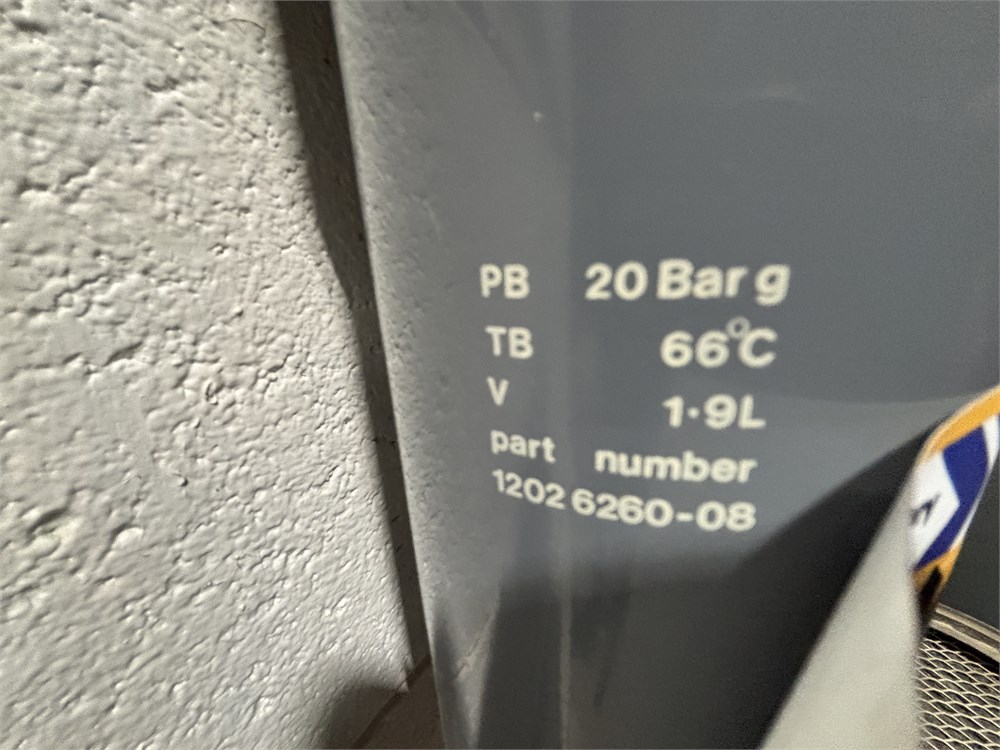 PB 20 Bar g
TB 66°C
V 1·9L
part number
1202 6260-08